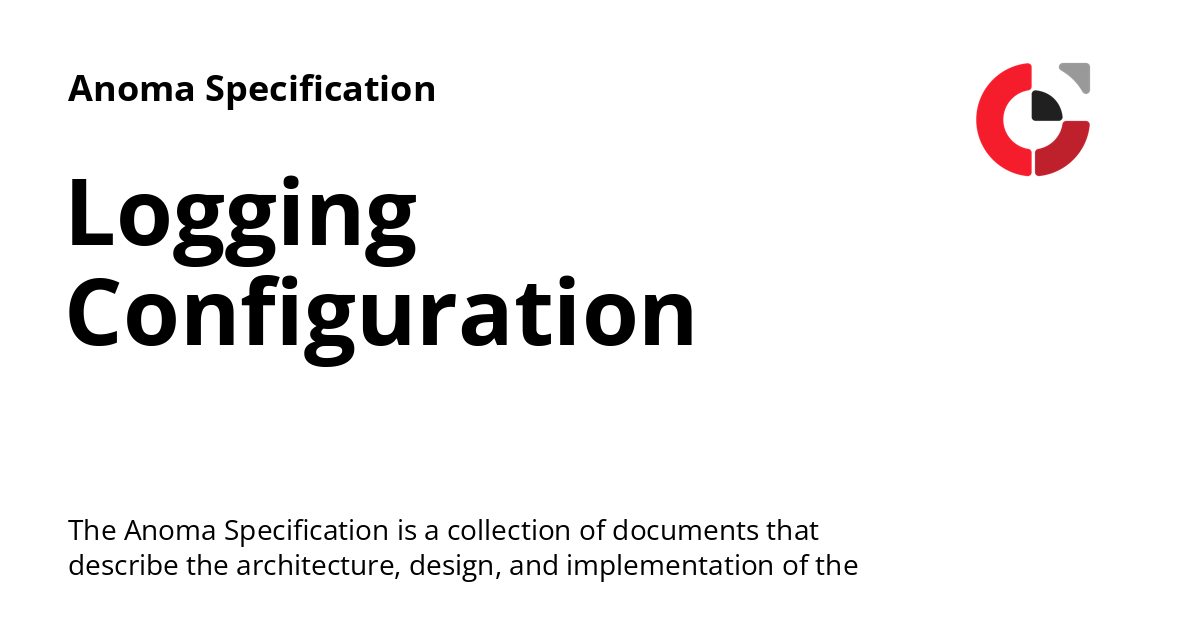 Anoma Specification
Logging
Configuration
The Anoma Specification is a collection of documents that
describe the architecture, design, and implementation of the